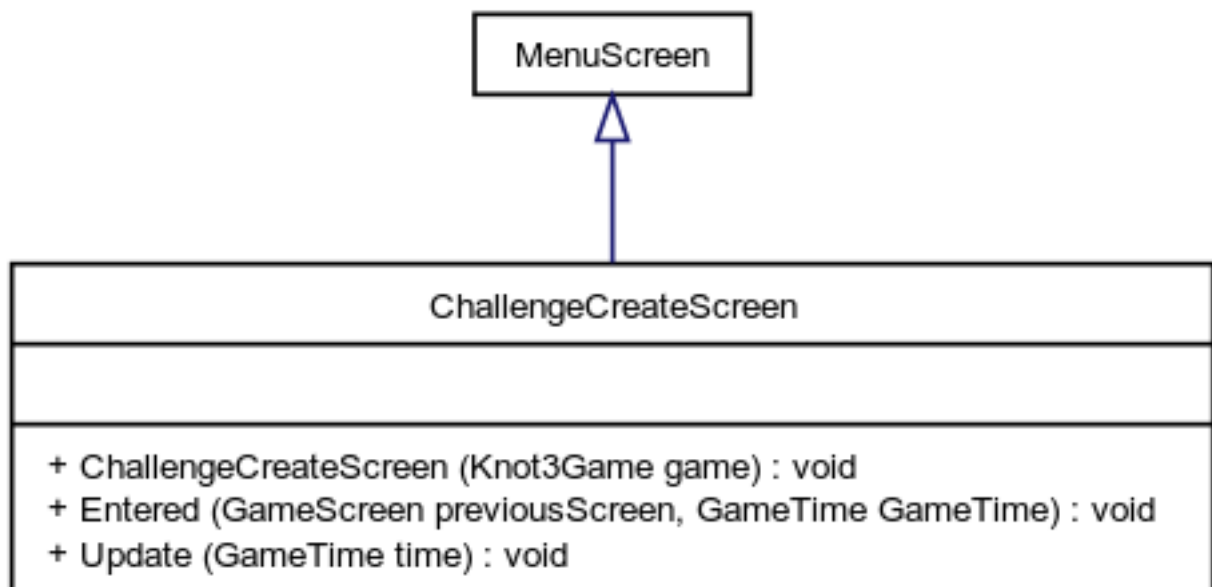 MenuScreen
ChallengeCreateScreen
+ ChallengeCreateScreen (Knot3Game game) : void
+ Entered (GameScreen previousScreen, GameTime GameTime) : void
+ Update (GameTime time) : void